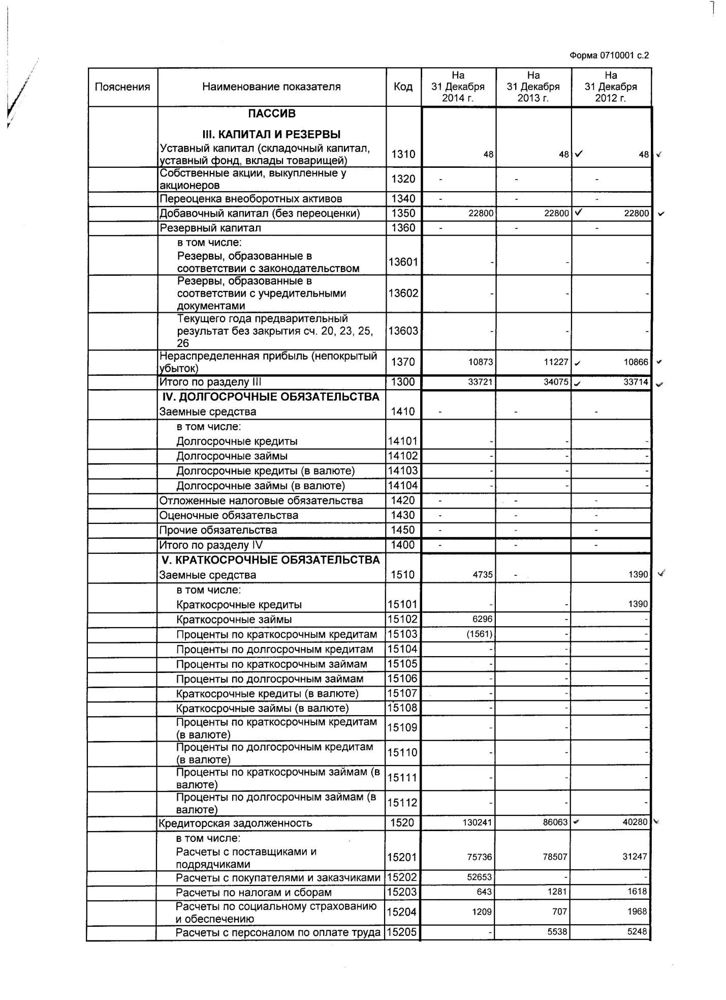 Форма 0710001 с.2
Пояснения Наименование показателя Код На 31 Декабря 2014 г. На 31 Декабря 2013 г. На 31 Декабря 2012 г.
ПАССИВ
III. КАПИТАЛ И РЕЗЕРВЫ
Уставный капитал (складочный капитал,
уставный фонд, вклады товарищей) 1310 48 48 ✓ 48 ✓
Собственные акции, выкупленные у
акционеров 1320 - - -
Переоценка внеоборотных активов 1340 - - -
Добавочный капитал (без переоценки) 1350 22800 22800 ✓ 22800 ✓
Резервный капитал 1360 - - -
в том числе:
Резервы, образованные в
соответствии с законодательством 13601 - - -
Резервы, образованные в
соответствии с учредительными
документами 13602 - - -
Текущего года предварительный
результат без закрытия сч. 20, 23, 25,
26 13603 - - -
Нераспределенная прибыль (непокрытый
убыток) 1370 10873 11227 ✓ 10866 ✓
Итого по разделу III 1300 33721 34075 ✓ 33714 ✓
IV. ДОЛГОСРОЧНЫЕ ОБЯЗАТЕЛЬСТВА
Заемные средства 1410 - - -
в том числе:
Долгосрочные кредиты 14101 - - -
Долгосрочные займы 14102 - - -
Долгосрочные кредиты (в валюте) 14103 - - -
Долгосрочные займы (в валюте) 14104 - - -
Отложенные налоговые обязательства 1420 - - -
Оценочные обязательства 1430 - - -
Прочие обязательства 1450 - - -
Итого по разделу IV 1400 - - -
V. КРАТКОСРОЧНЫЕ ОБЯЗАТЕЛЬСТВА
Заемные средства 1510 4735 - 1390 ✓
в том числе:
Краткосрочные кредиты 15101 - - 1390
Краткосрочные займы 15102 6296 - -
Проценты по краткосрочным кредитам 15103 (1561) - -
Проценты по долгосрочным кредитам 15104 - - -
Проценты по краткосрочным займам 15105 - - -
Проценты по долгосрочным займам 15106 - - -
Краткосрочные кредиты (в валюте) 15107 - - -
Краткосрочные займы (в валюте) 15108 - - -
Проценты по краткосрочным кредитам
(в валюте) 15109 - - -
Проценты по долгосрочным кредитам
(в валюте) 15110 - - -
Проценты по краткосрочным займам (в
валюте) 15111 - - -
Проценты по долгосрочным займам (в
валюте) 15112 - - -
Кредиторская задолженность 1520 130241 86063 ✓ 40280 ✓
в том числе:
Расчеты с поставщиками и
подрядчиками 15201 75736 78507 31247
Расчеты с покупателями и заказчиками 15202 52653 - -
Расчеты по налогам и сборам 15203 643 1281 1618
Расчеты по социальному страхованию
и обеспечению 15204 1209 707 1968
Расчеты с персоналом по оплате труда 15205 - 5538 5248